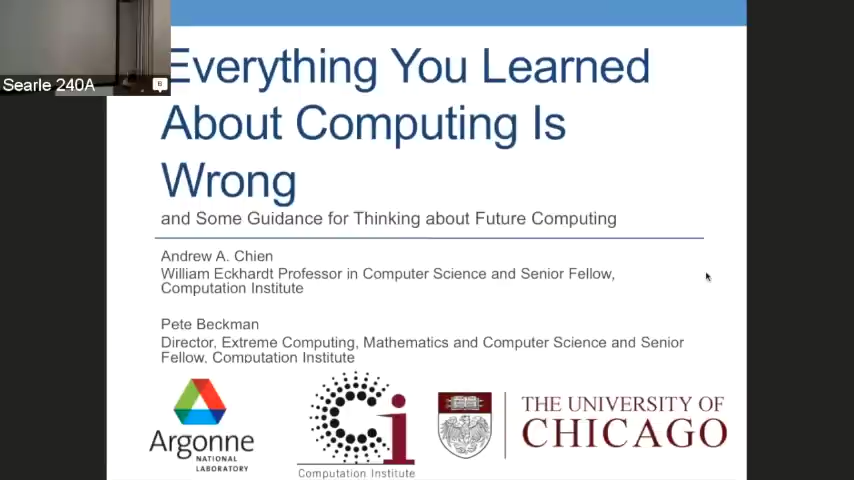 Searle 240A
Everything You Learned
About Computing Is
Wrong
and Some Guidance for Thinking about Future Computing
Andrew A. Chien
William Eckhardt Professor in Computer Science and Senior Fellow,
Computation Institute
Pete Beckman
Director, Extreme Computing, Mathematics and Computer Science and Senior
Fellow, Computation Institute
Argonne
NATIONAL
LABORATORY
Ci
Computation Institute
THE UNIVERSITY OF
CHICAGO